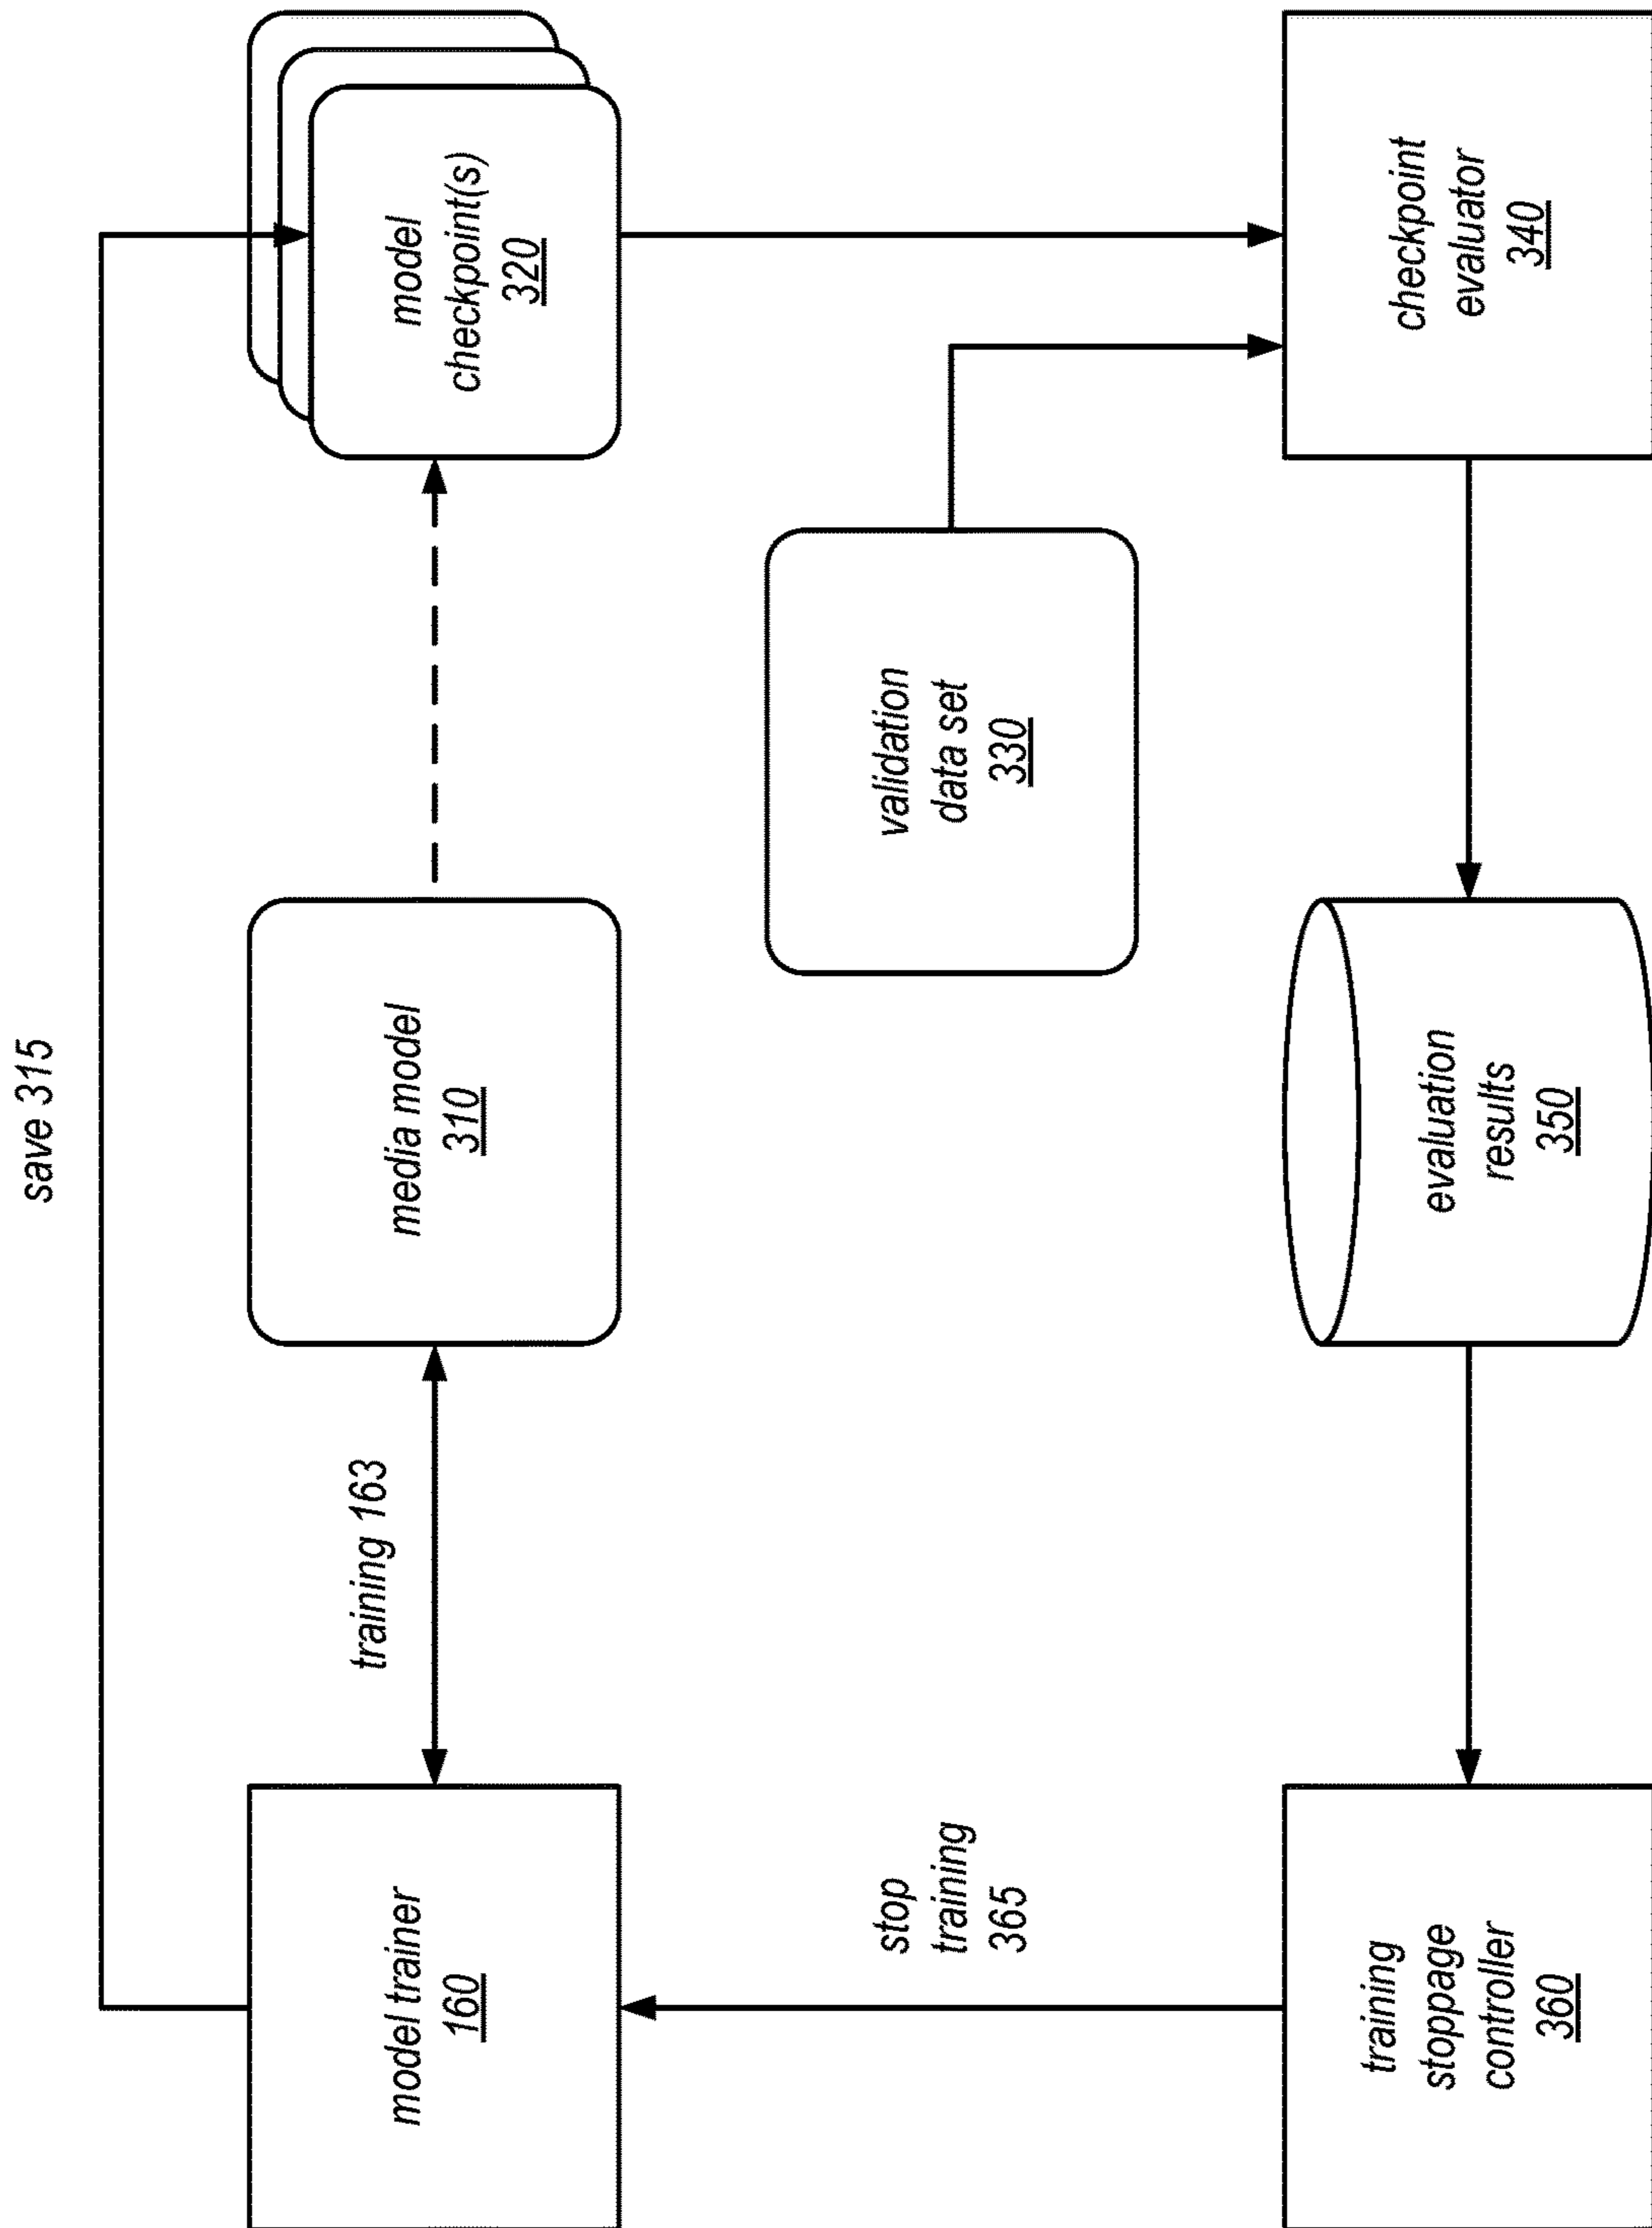 save 315
model trainer
160
training 163
media model
310
model
checkpoint(s)
320
validation
data set
330
stop
training
365
training
stoppage
controller
360
evaluation
results
350
checkpoint
evaluator
340